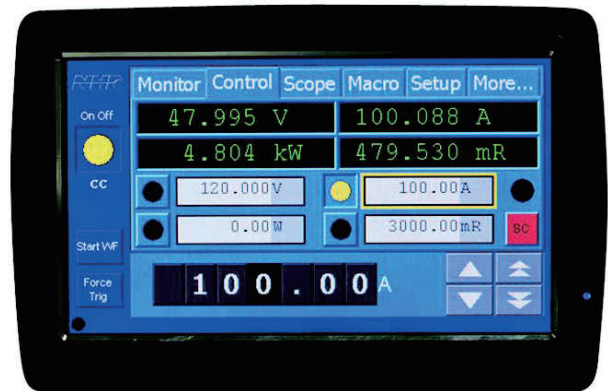 NHR
Monitor Control Scope Macro Setup More...
On Off
47.995 V 100.088 A
4.804 kW 479.530 mR
CC
120.000V 100.00A
0.00W 3000.00mR SC
Start WF
Force
Trig
100.00A